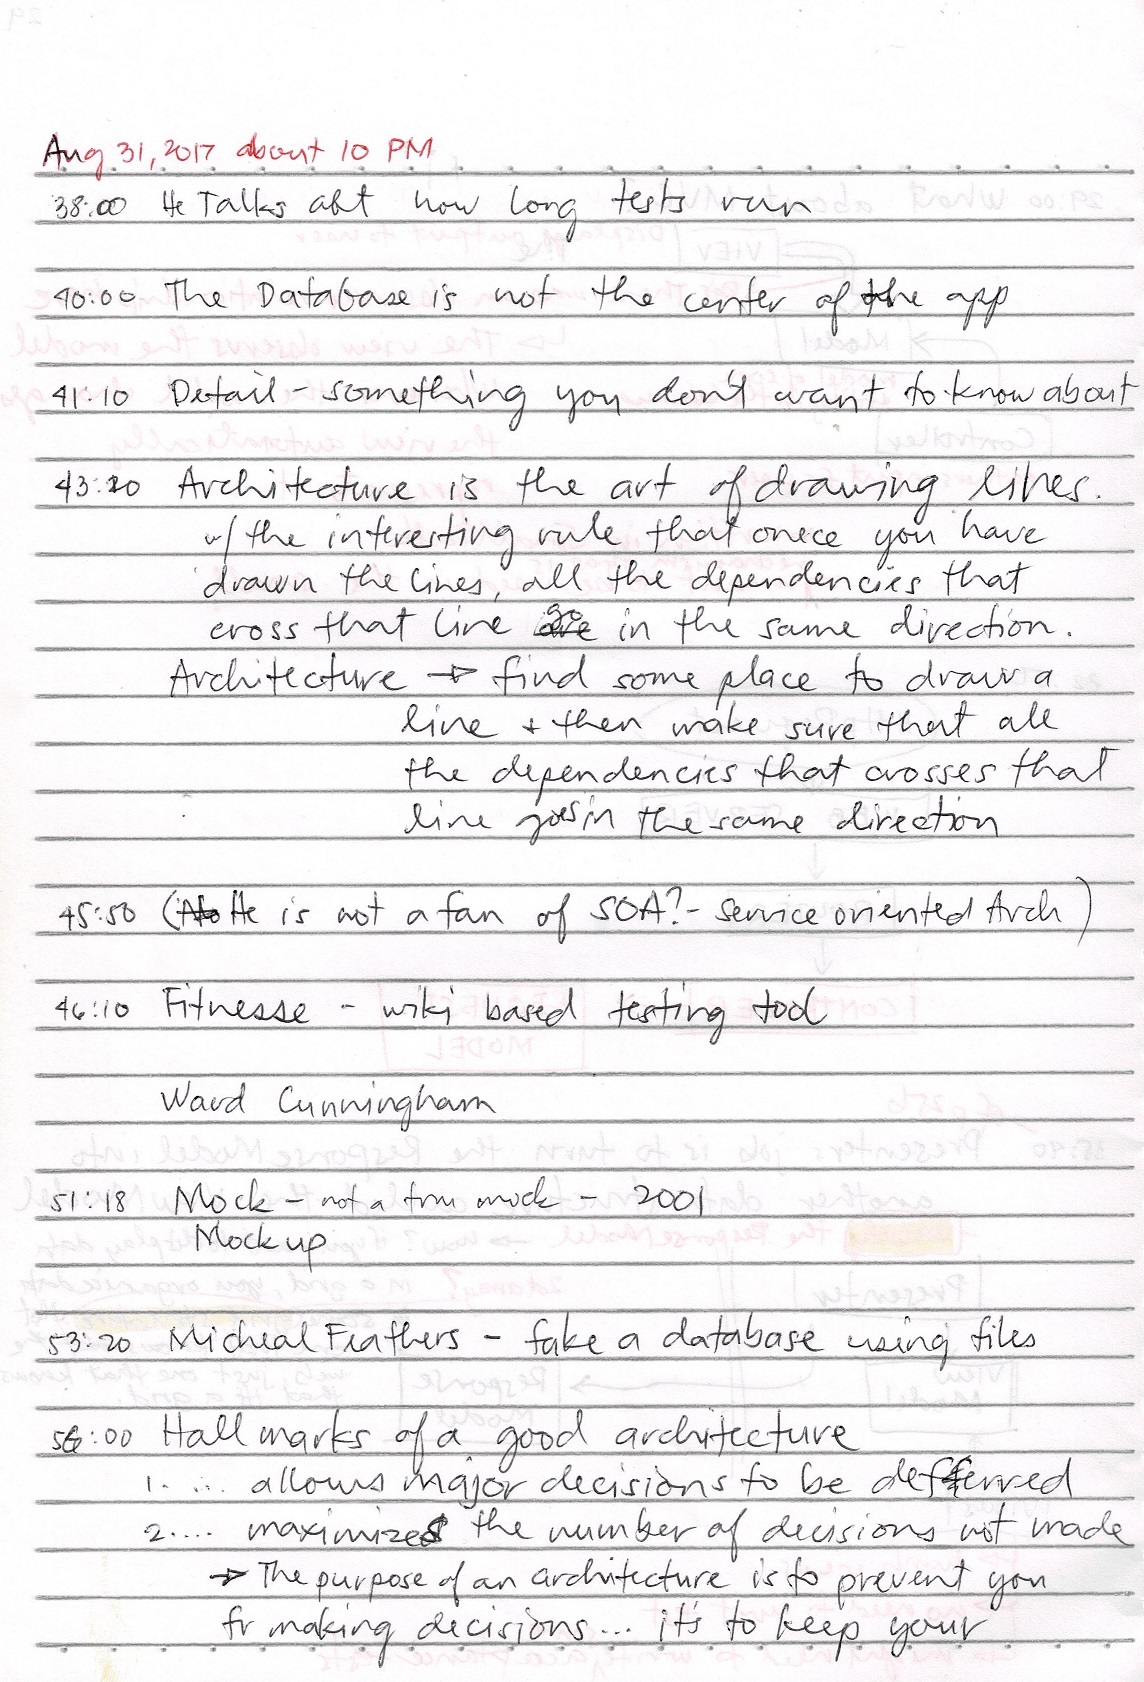 Aug 31, 2017 about 10 PM
38:00 He Talks abt how long tests run
40:00 The Database is not the center of the app
41:10 Detail - something you don't want to know about
43:20 Architecture is the art of drawing lines.
w/ the interesting rule that onece you have
drawn the lines, all the dependencies that
cross that line go in the same direction.
Architecture → find some place to draw a
line + then make sure that all
the dependencies that crosses that
line goes in the same direction
45:50 (He is not a fan of SOA? - Service oriented Arch)
46:10 Fitnesse - wiki based testing tool
Ward Cunningham
51:18 Mock - not a true mock - 2001
Mock up
53:20 Micheal Feathers - fake a database using files
56:00 Hall marks of a good architecture
1. ... allows major decisions to be defferred
2.... maximizes the number of decisions not made
→ The purpose of an architecture is to prevent you
fr making decisions... it's to keep your